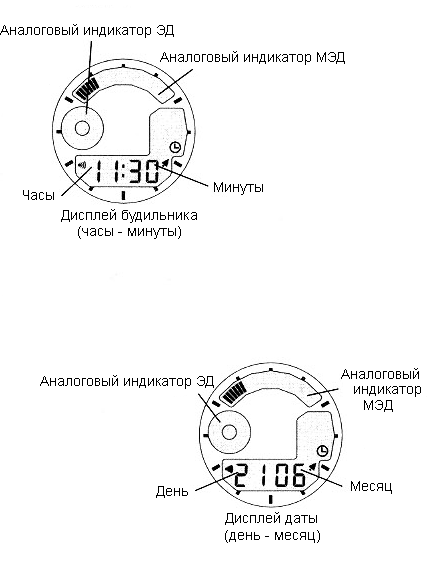 Аналоговый индикатор ЭД
Аналоговый индикатор МЭД
11:30
Часы
Минуты
Дисплей будильника
(часы - минуты)
Аналоговый индикатор ЭД
Аналоговый
индикатор
МЭД
2106
День
Месяц
Дисплей даты
(день - месяц)